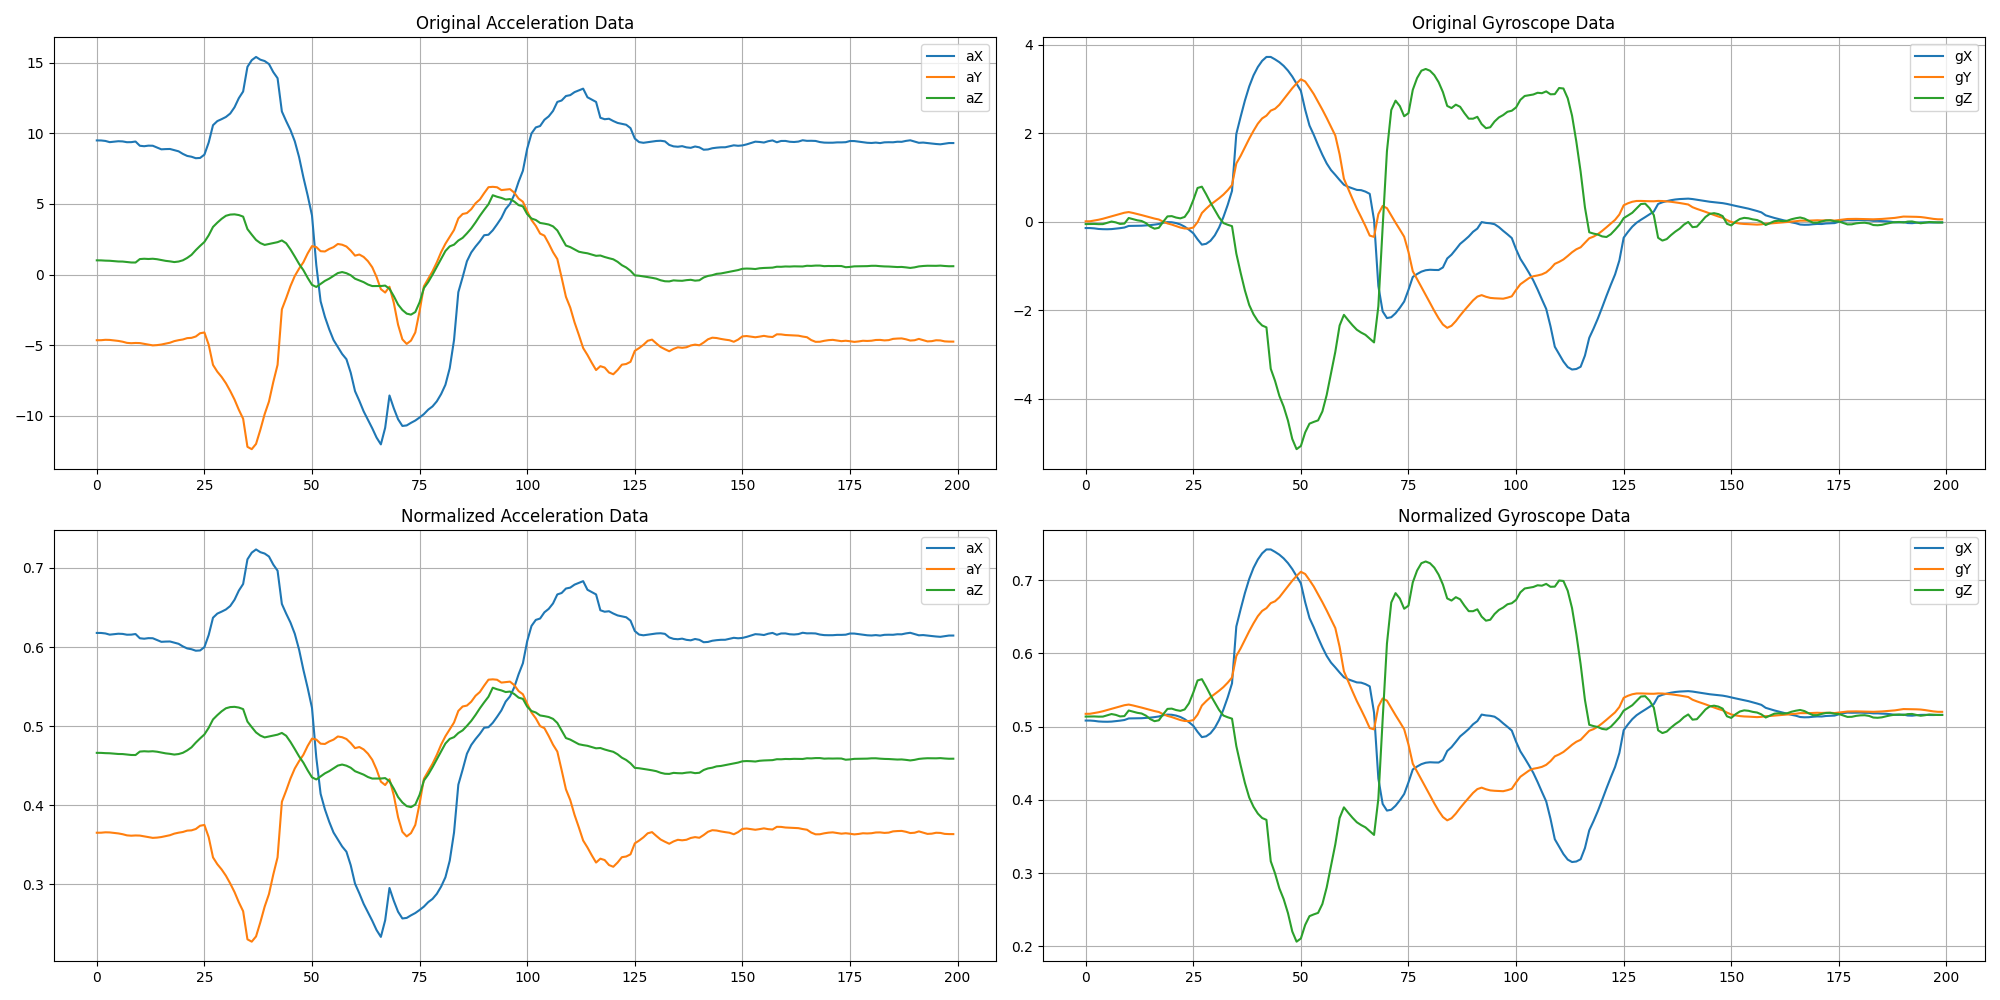 Original Acceleration Data
15
10
5
0
−5
−10
0 25 50 75 100 125 150 175 200
aX
aY
aZ
Original Gyroscope Data
4
2
0
−2
−4
0 25 50 75 100 125 150 175 200
gX
gY
gZ
Normalized Acceleration Data
0.7
0.6
0.5
0.4
0.3
0 25 50 75 100 125 150 175 200
aX
aY
aZ
Normalized Gyroscope Data
0.7
0.6
0.5
0.4
0.3
0.2
0 25 50 75 100 125 150 175 200
gX
gY
gZ